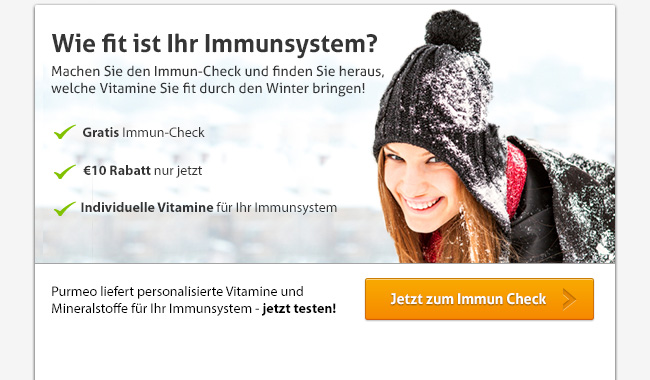 Wie fit ist Ihr Immunsystem?
Machen Sie den Immun-Check und finden Sie heraus,
welche Vitamine Sie fit durch den Winter bringen!
Gratis Immun-Check
€10 Rabatt nur jetzt
Individuelle Vitamine für Ihr Immunsystem
Purmeo liefert personalisierte Vitamine und
Mineralstoffe für Ihr Immunsystem - jetzt testen!
Jetzt zum Immun Check